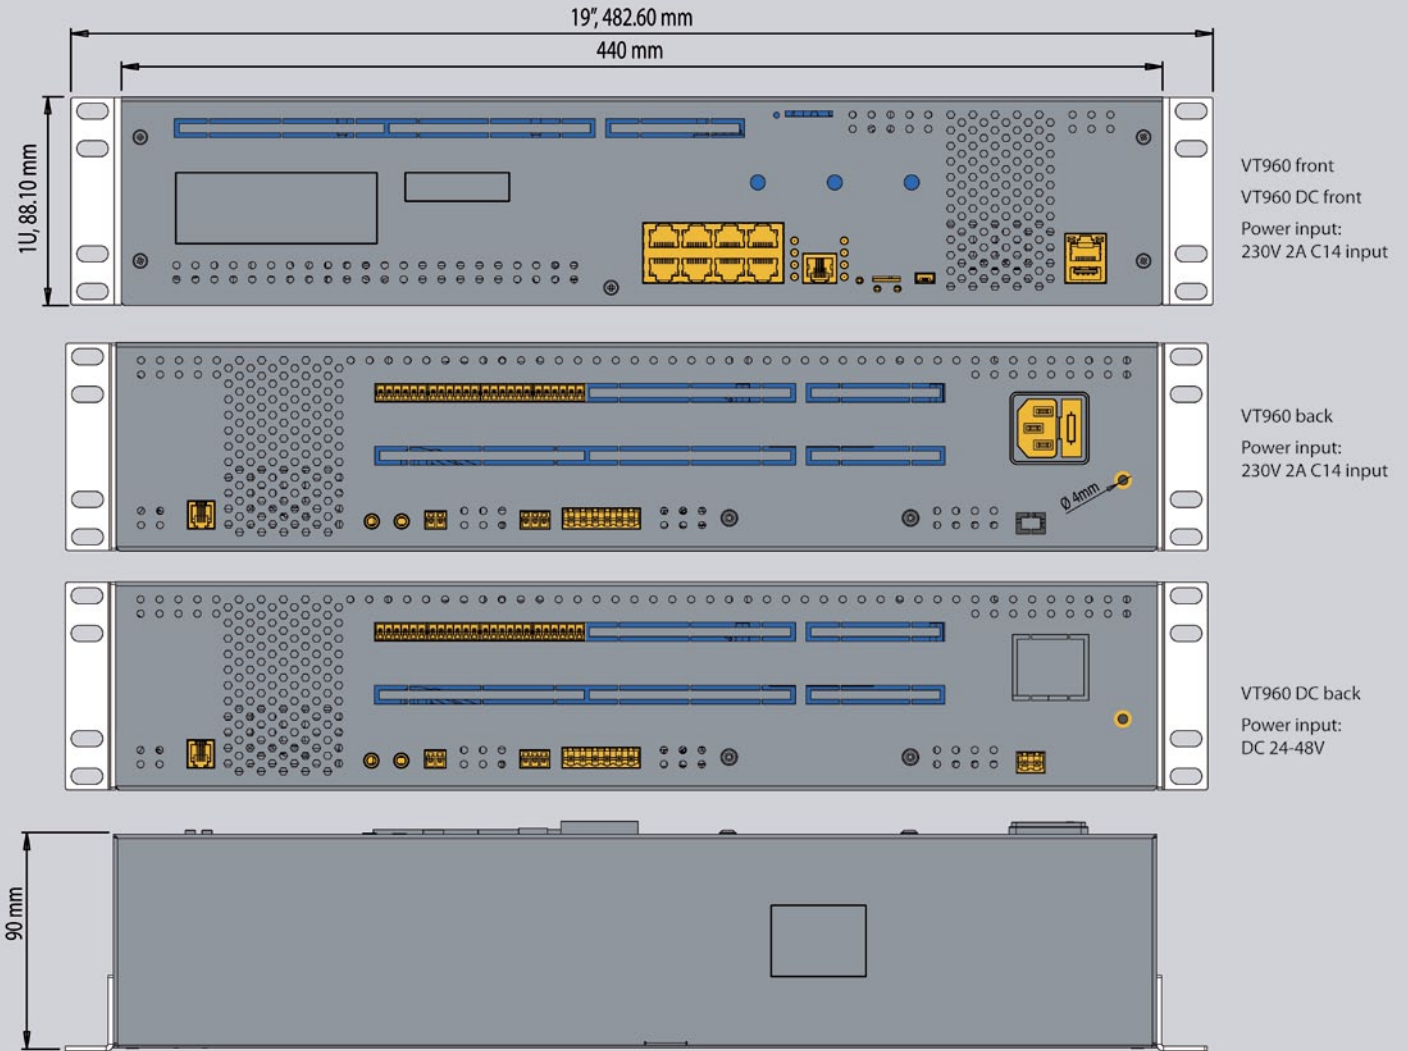 19”, 482.60 mm
440 mm
1U, 88.10 mm
VT960 front
VT960 DC front
Power input:
230V 2A C14 input
VT960 back
Power input:
230V 2A C14 input
Ø 4mm
VT960 DC back
Power input:
DC 24-48V
90 mm